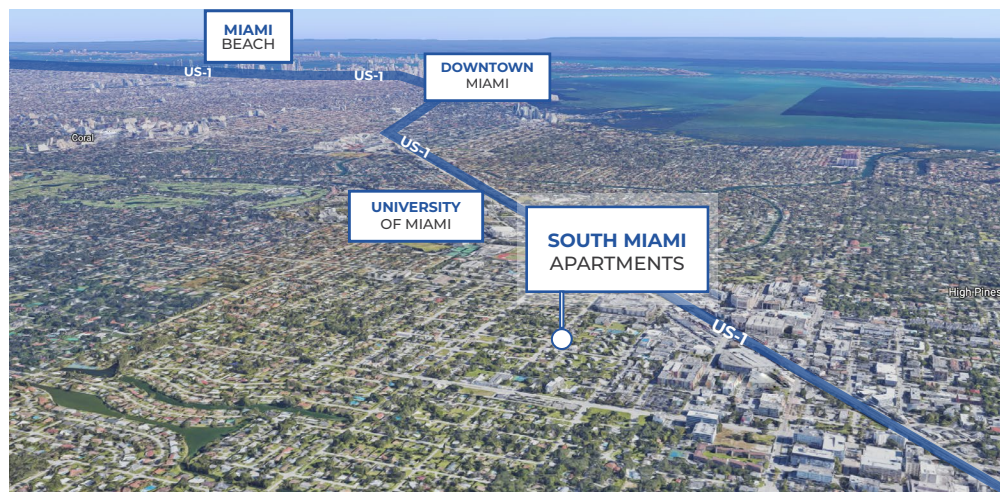 MIAMI
BEACH
US-1
US-1
DOWNTOWN
MIAMI
Coral
US-1
UNIVERSITY
OF MIAMI
SOUTH MIAMI
APARTMENTS
High Pines
US-1